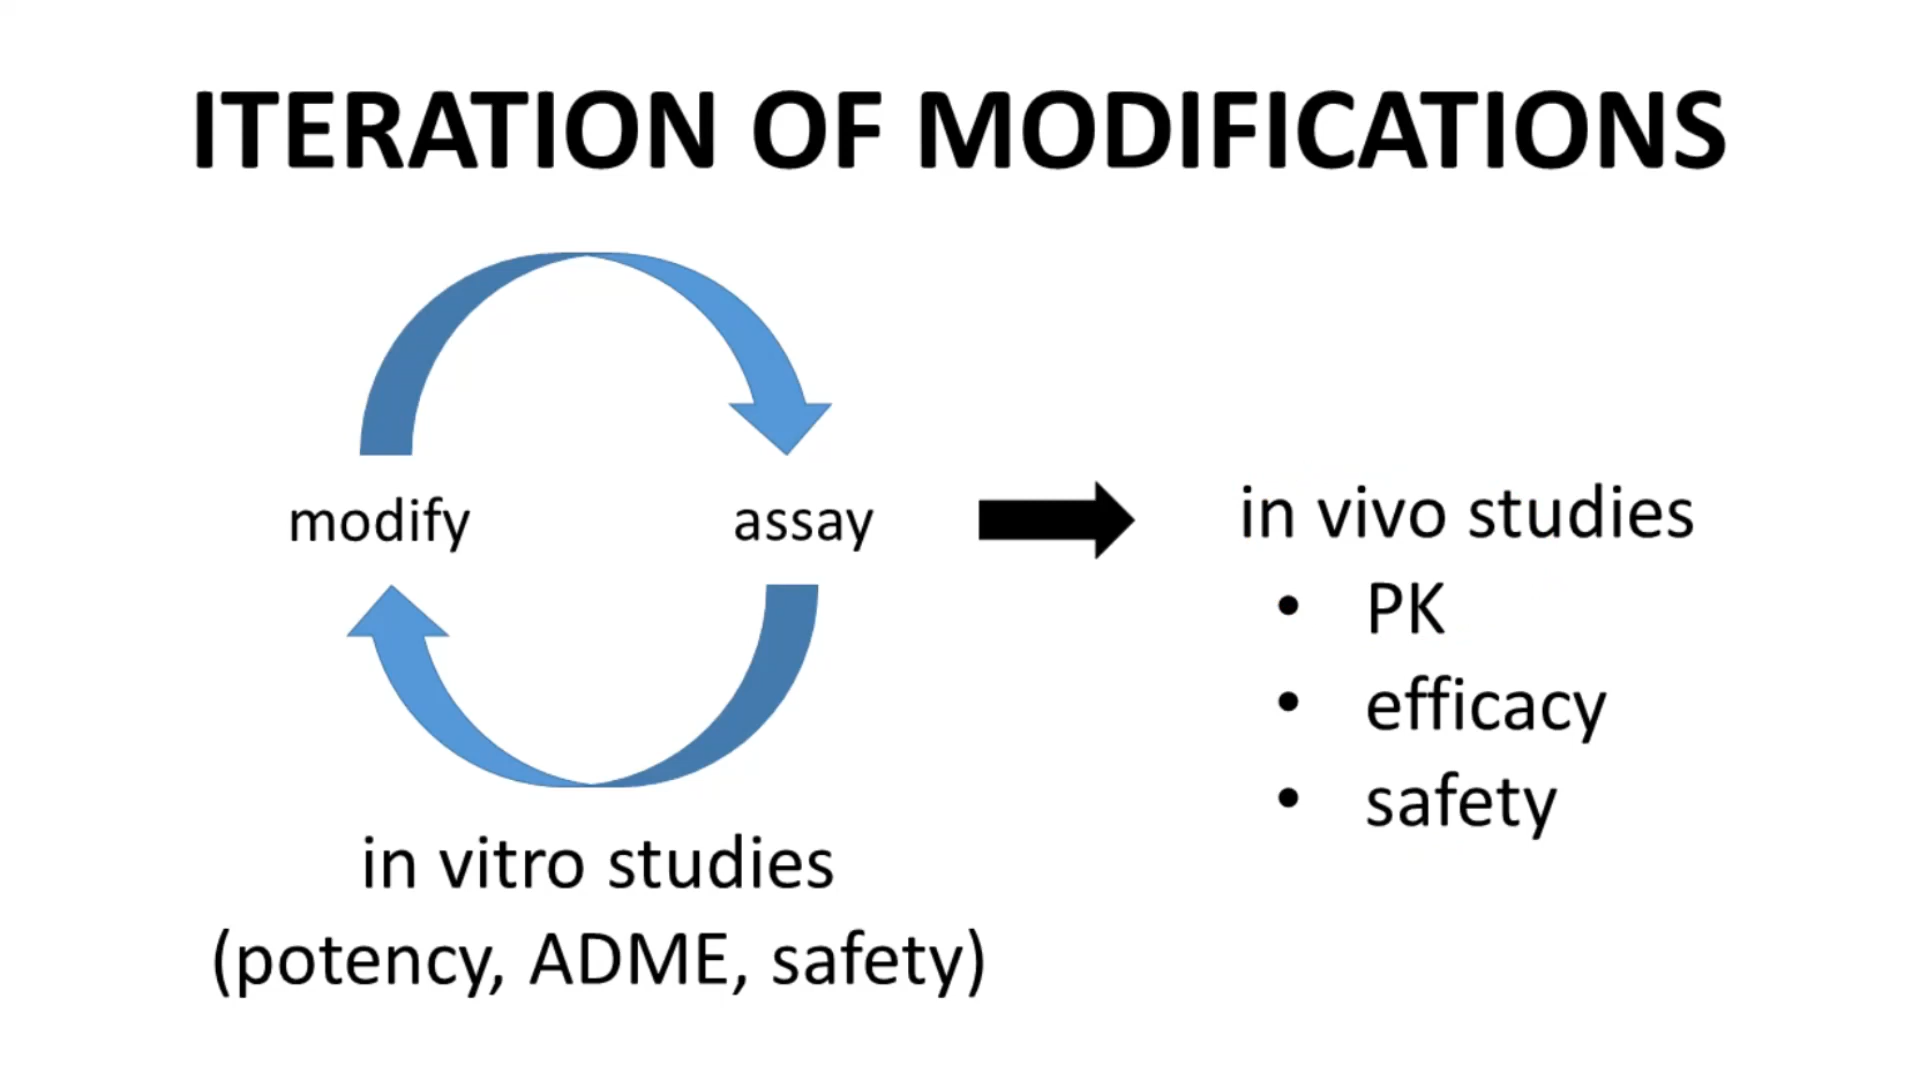 ITERATION OF MODIFICATIONS
modify
assay
in vitro studies
(potency, ADME, safety)
in vivo studies
• PK
• efficacy
• safety